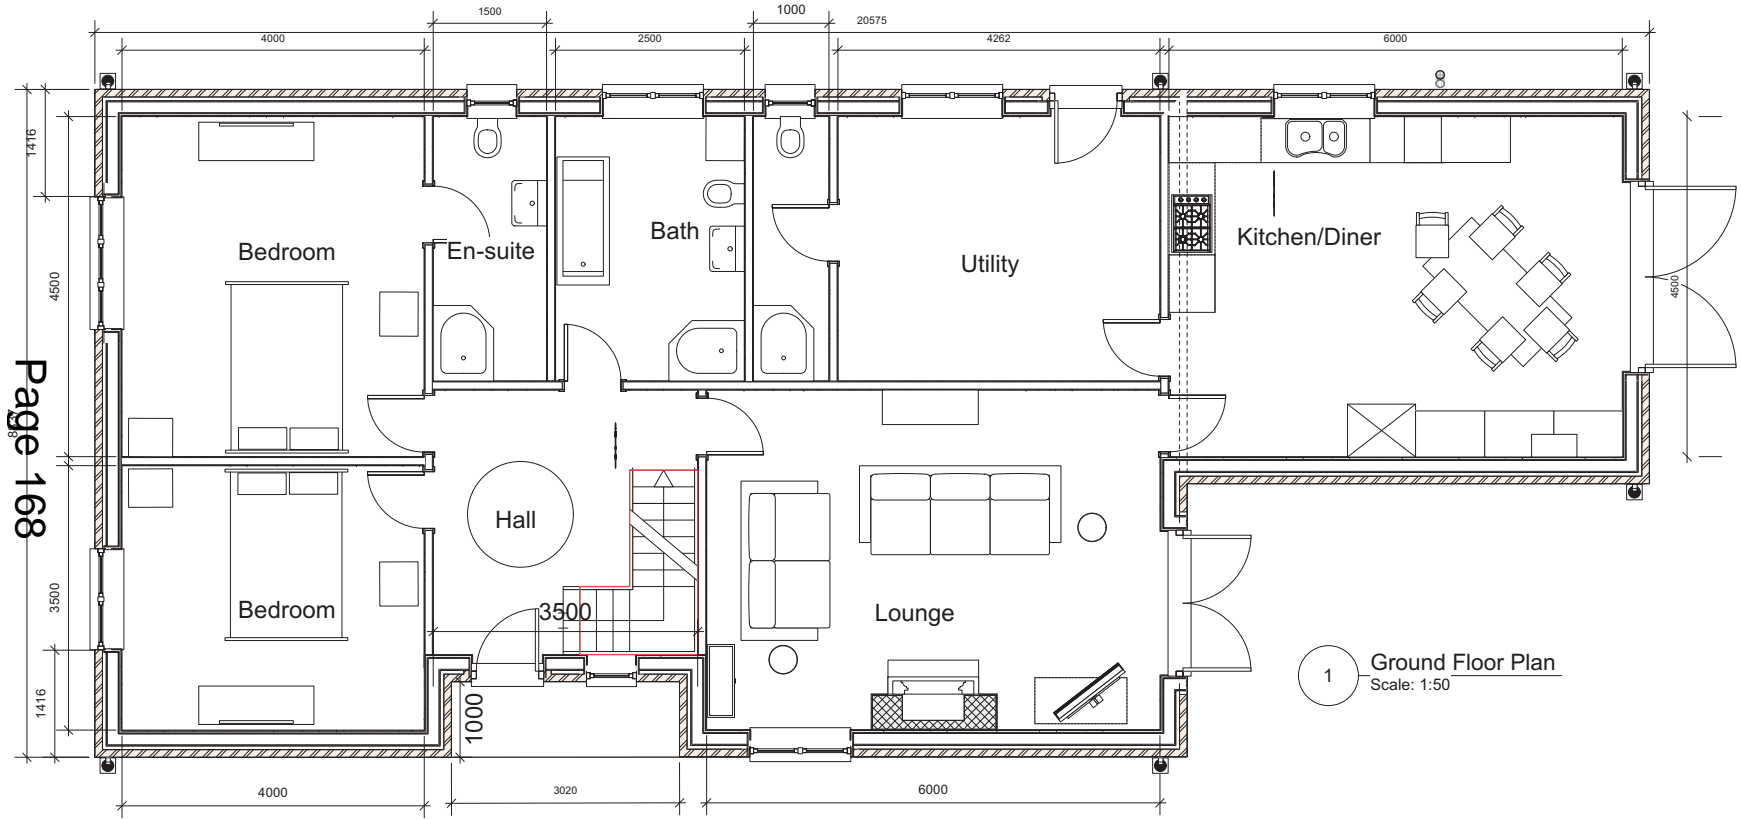 1500
1000
20575
4000
2500
4262
6000
1416
4500
3500
1416
Page 168
Bedroom
En-suite
Bath
Utility
Kitchen/Diner
4500
Hall
3500
Bedroom
Lounge
1000
1
Ground Floor Plan
Scale: 1:50
4000
3020
6000